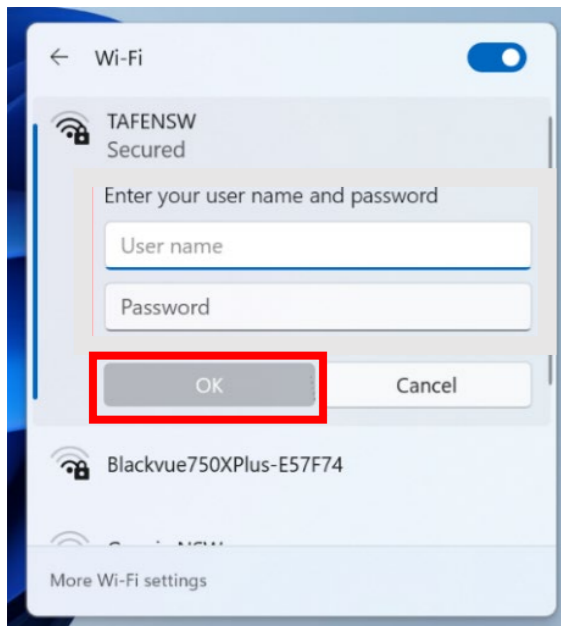 Wi-Fi
TAFENSW
Secured
Enter your user name and password
User name
Password
OK Cancel
Blackvue750XPlus-E57F74
More Wi-Fi settings